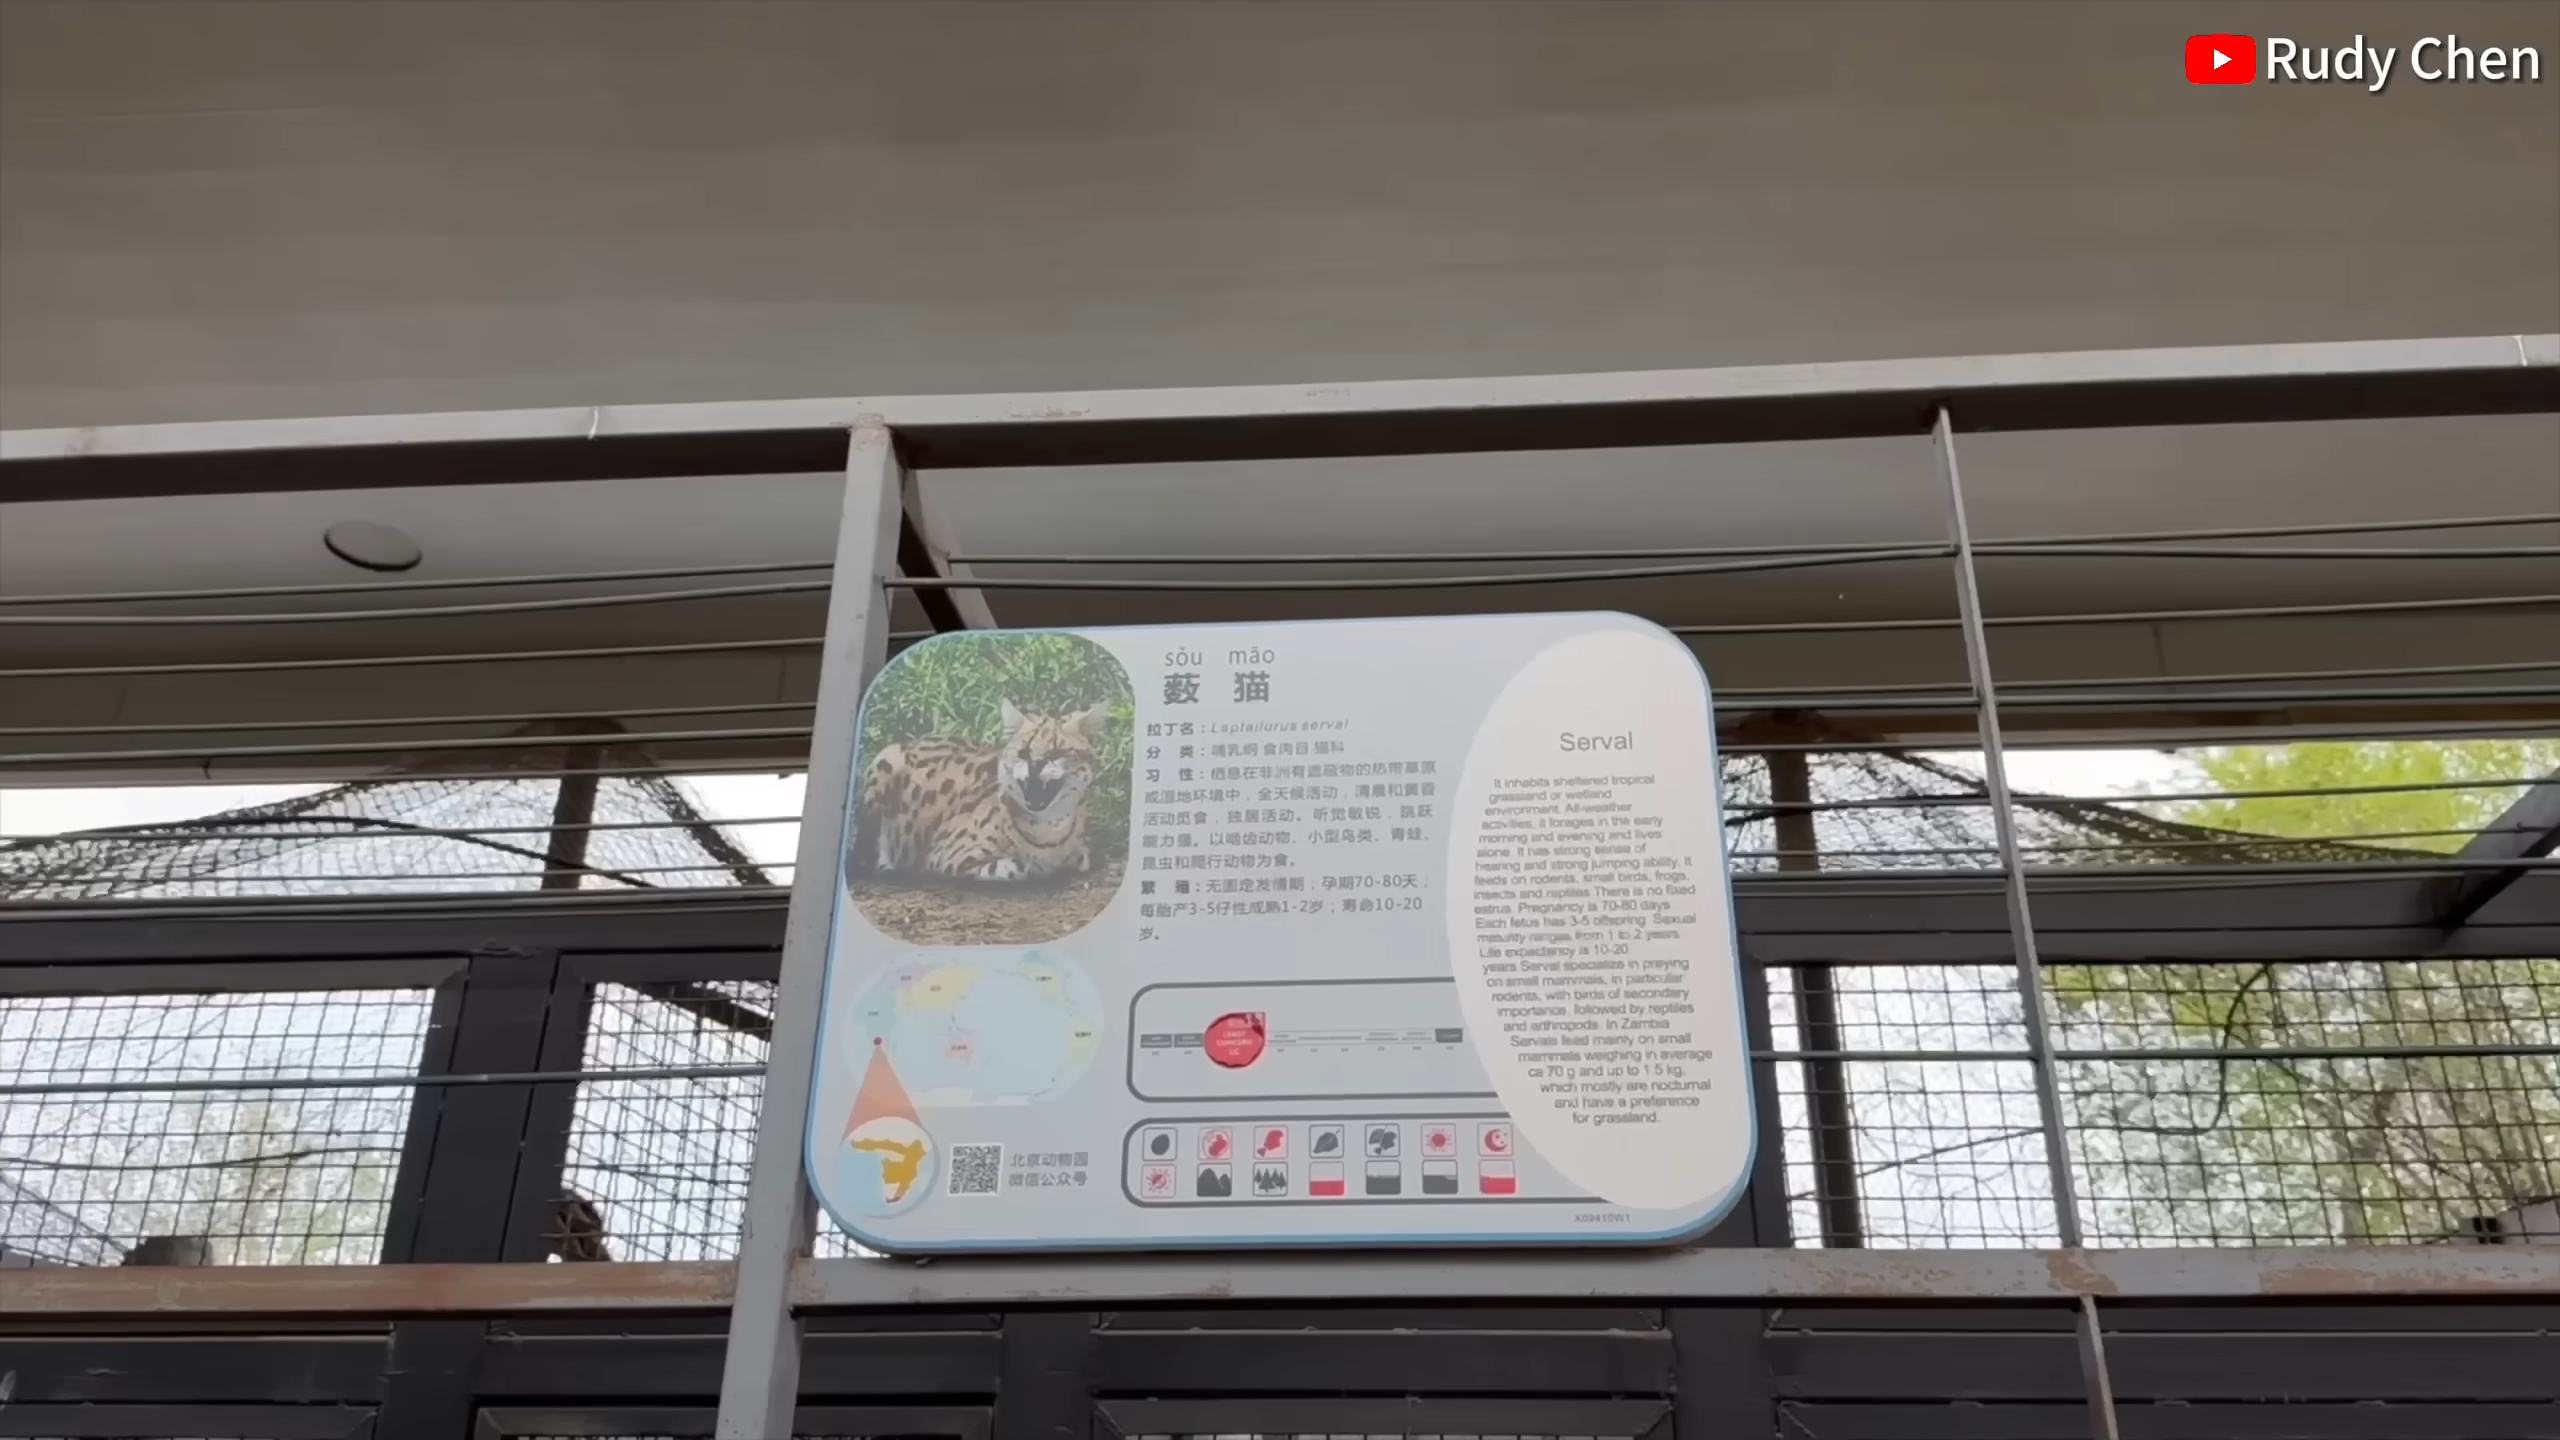 Rudy Chen
sǒu māo
薮 猫
拉丁名：Leptailurus serval
分 类：哺乳纲 食肉目 猫科
习 性：栖息在非洲有遮蔽物的热带草原
或湿地环境中，全天候活动，清晨和黄昏
活动觅食，独居活动。听觉敏锐，跳跃
能力强。以啮齿动物、小型鸟类、青蛙、
昆虫和爬行动物为食。
繁 殖：无固定发情期；孕期70-80天；
每胎产3-5仔性成熟1-2岁；寿命10-20
岁。
LEAST
CONCERN
LC
北京动物园
微信公众号
Serval
It inhabits sheltered tropical
grassland or wetland
environment. All-weather
activities, it forages in the early
morning and evening and lives
alone. It has strong sense of
hearing and strong jumping ability. It
feeds on rodents, small birds, frogs,
insects and reptiles.There is no fixed
estrus. Pregnancy is 70-80 days.
Each fetus has 3-5 offspring. Sexual
maturity ranges from 1 to 2 years.
Life expectancy is 10-20
years Serval specialize in preying
on small mammals, in particular
rodents, with birds of secondary
importance, followed by reptiles
and arthropods. In Zambia
Servals feed mainly on small
mammals weighing in average
ca 70 g and up to 1.5 kg,
which mostly are nocturnal
and have a preference
for grassland.
X09410W1